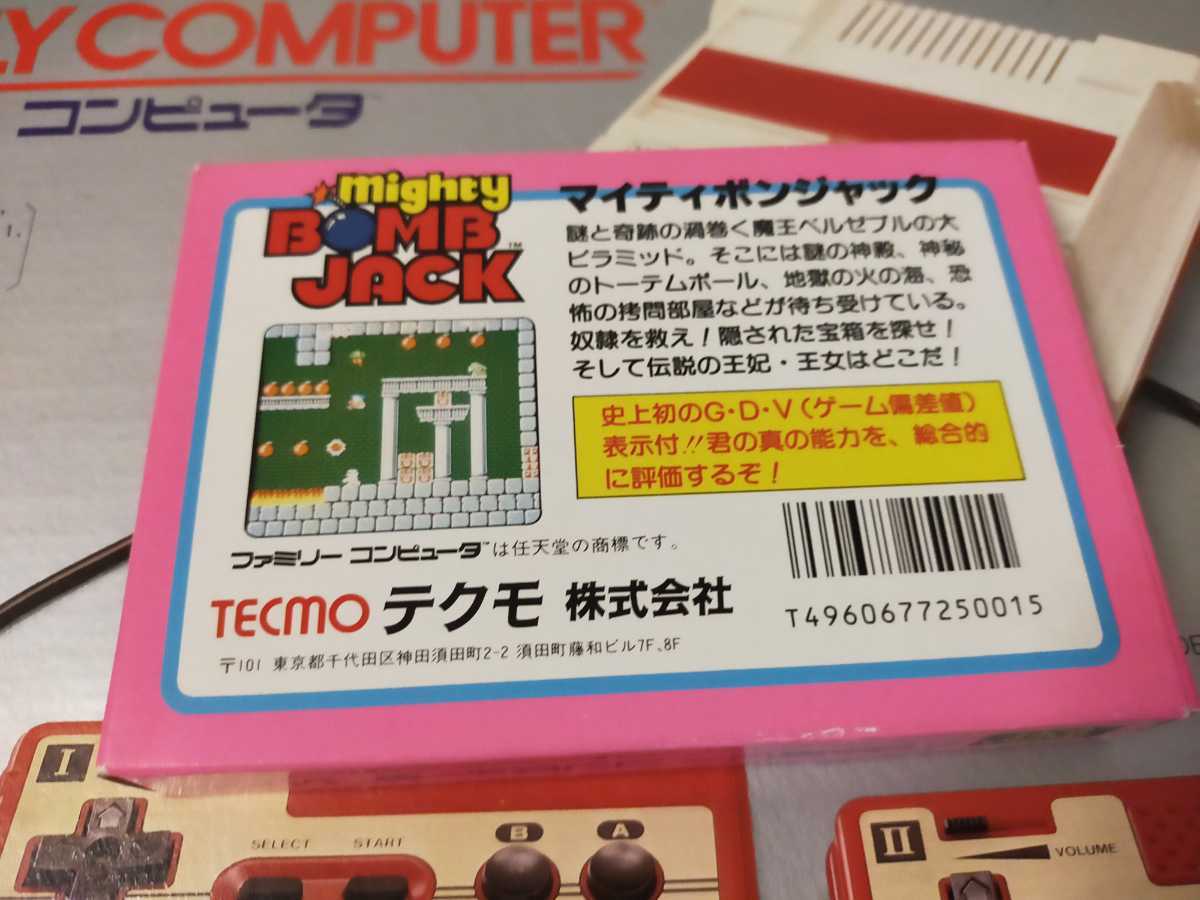 LY COMPUTER
コンピュータ
mighty
BOMB
JACK™
マイティボンジャック
謎と奇跡の渦巻く魔王ベルゼブルの大
ピラミッド。そこには謎の神殿、神秘
のトーテムポール、地獄の火の海、恐
怖の拷問部屋などが待ち受けている。
奴隷を救え!隠された宝箱を探せ!
そして伝説の王妃・王女はどこだ!
史上初のG・D・V(ゲーム偏差値)
表示付!!君の真の能力を、総合的
に評価するぞ!
ファミリー コンピュータ™は任天堂の商標です。
TECMO テクモ 株式会社
T4960677250015
〒101 東京都千代田区神田須田町2-2 須田町藤和ビル7F、8F
I
SELECT START B A
II
VOLUME